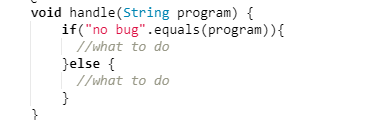 void handle(String program) {
if("no bug".equals(program)){
//what to do
}else {
//what to do
}
}